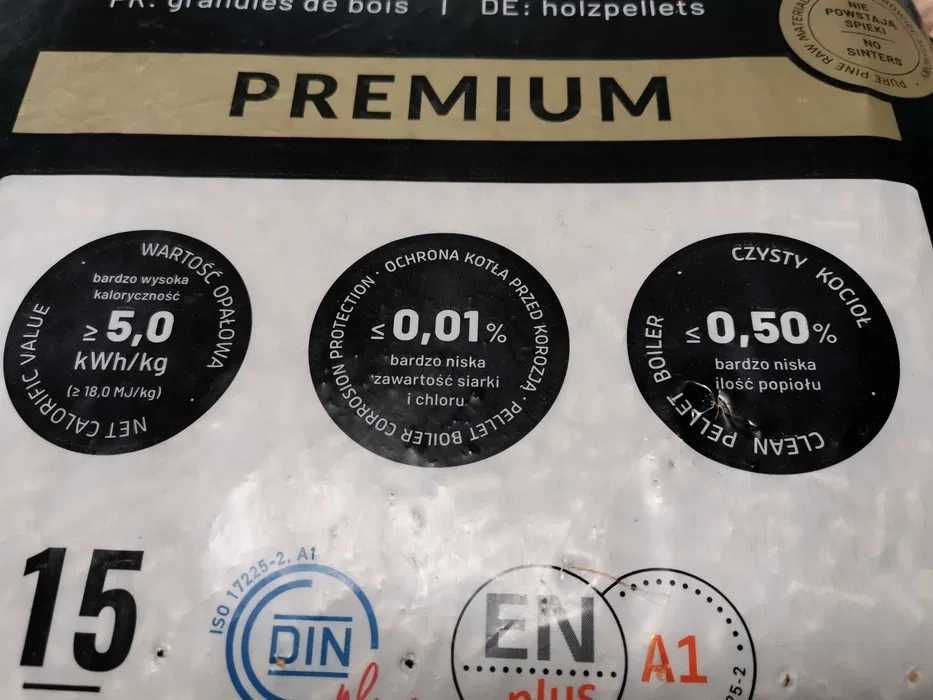 FR: granulés de bois | DE: holzpellets
NIE
POWSTAJĄ
SPIEKI
NO
SINTERS
PURE PINE RAW MATERIAL
PREMIUM
WARTOŚĆ OPAŁOWA
bardzo wysoka
kaloryczność
≥ 5,0
kWh/kg
(≥ 18,0 MJ/kg)
NET CALORIFIC VALUE
OCHRONA KOTŁA PRZED KOROZJĄ ·
≤ 0,01 %
bardzo niska
zawartość siarki
i chloru
PELLET BOILER CORROSION PROTECTION ·
CZYSTY KOCIOŁ
≤ 0,50 %
bardzo niska
ilość popiołu
CLEAN PELLET BOILER
15
ISO 17225-2, A1
DIN
plus
EN
plus
A1